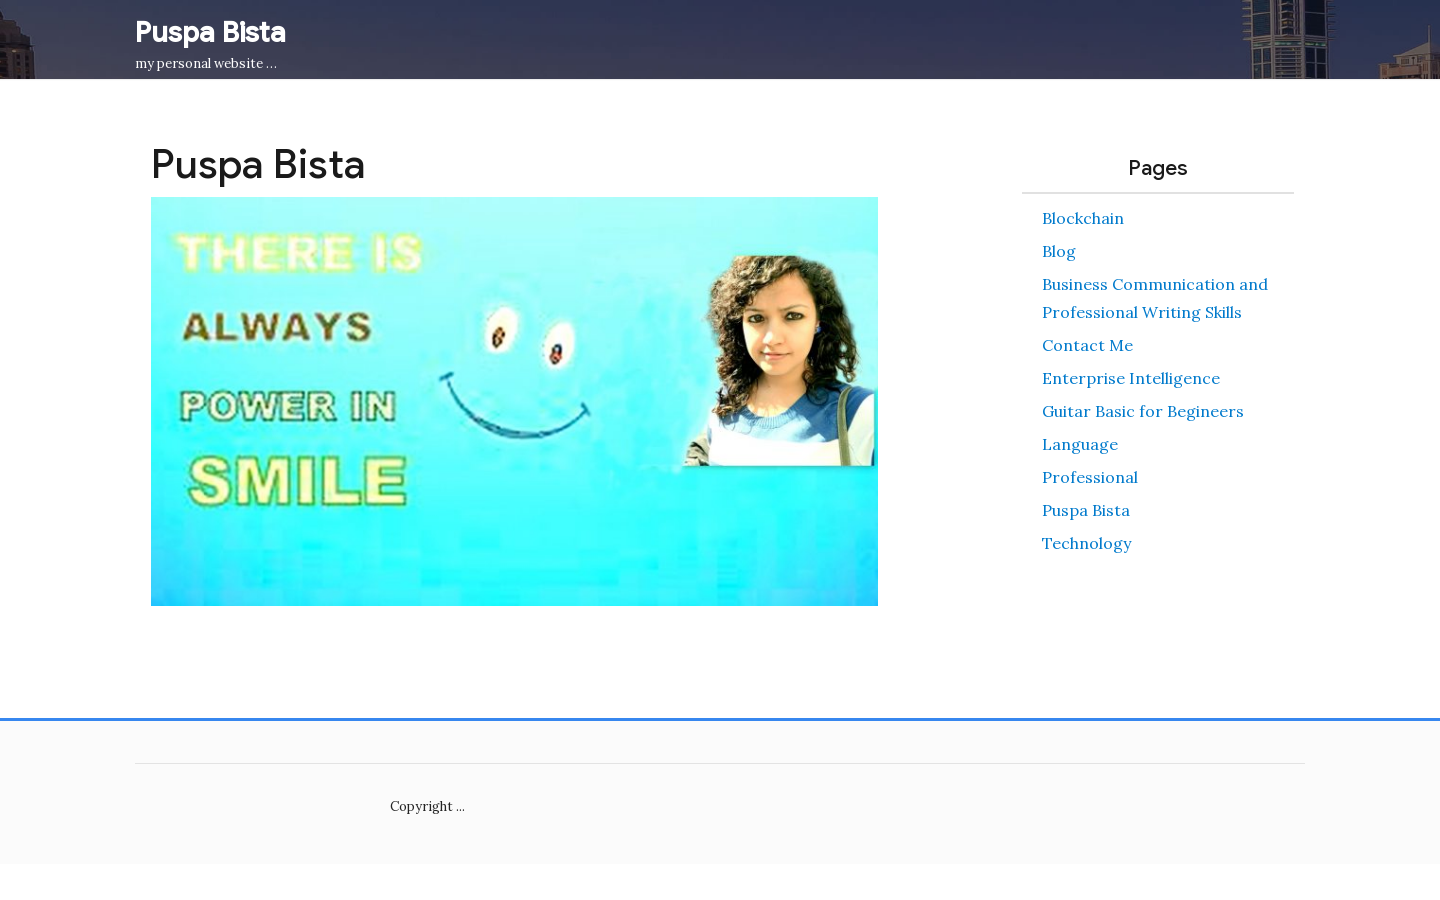 Puspa Bista
my personal website …
Puspa Bista
THERE IS
ALWAYS
POWER IN
SMILE
Pages
Blockchain
Blog
Business Communication and
Professional Writing Skills
Contact Me
Enterprise Intelligence
Guitar Basic for Begineers
Language
Professional
Puspa Bista
Technology
Copyright ...